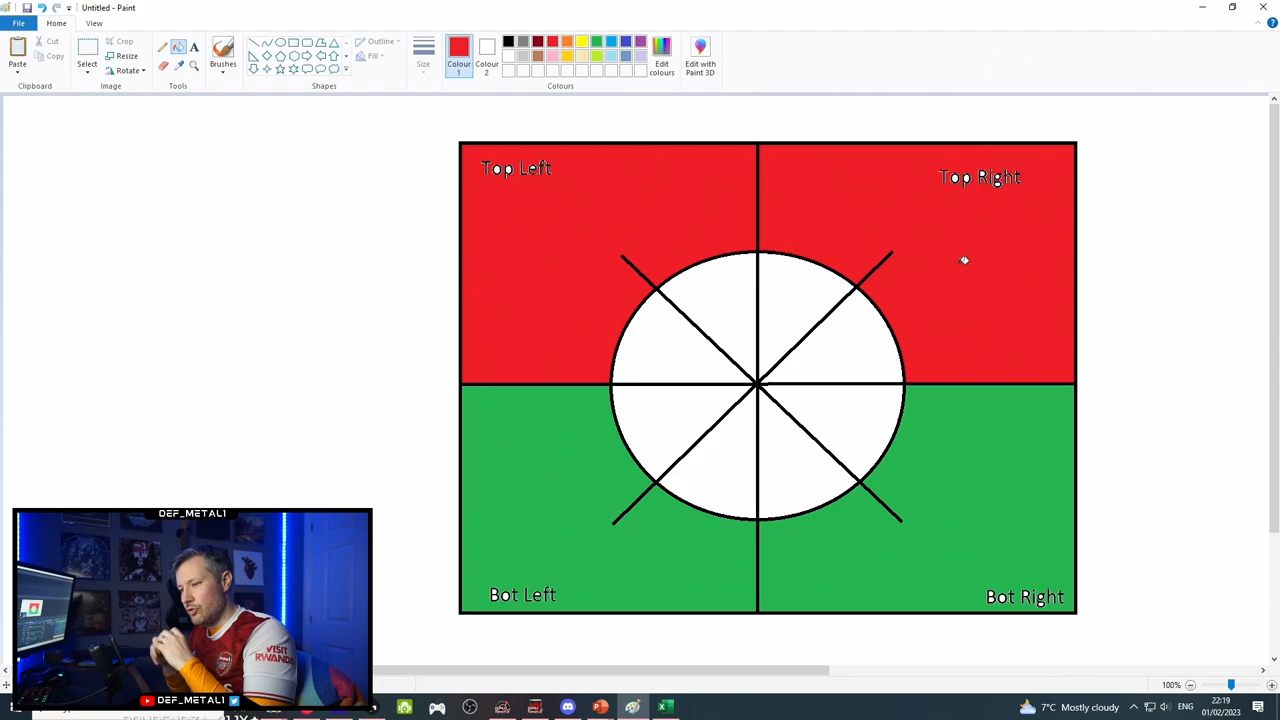 Untitled - Paint
File
Home
View
Paste
Cut
Copy
Clipboard
Select
Crop
Resize
Rotate
Image
A
Tools
Brushes
Outline
Fill
Shapes
Size
Colour
1
Colour
2
Edit
colours
Edit with
Paint 3D
Colours
Top Left
Top Right
Bot Left
Bot Right
DEF_METAL1
VISIT
RWANDA
DEF_METAL1
100%
7°C Mostly cloudy
ENG
22:19
01/02/2023